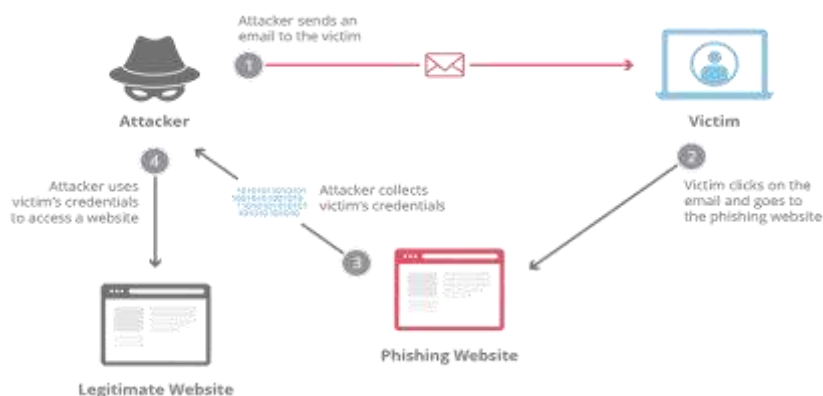 Attacker sends an
email to the victim
1
Attacker
Victim
4
2
Attacker uses
victim's credentials
to access a website
1010101101010101
Attacker collects
victim's credentials
Victim clicks on the
email and goes to
the phishing website
3
Phishing Website
Legitimate Website